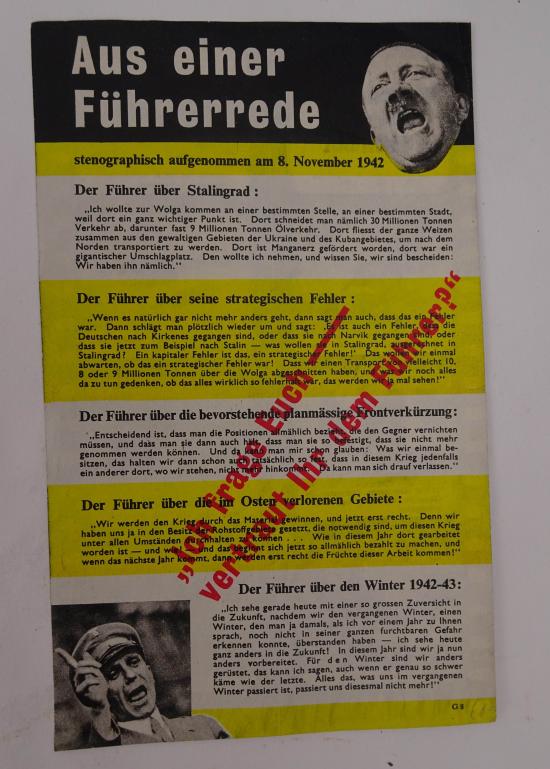 Aus einer
Führerrede
stenographisch aufgenommen am 8. November 1942
Der Führer über Stalingrad :
„Ich wollte zur Wolga kommen an einer bestimmten Stelle, an einer bestimmten Stadt,
weil dort ein ganz wichtiger Punkt ist. Dort schneidet man nämlich 30 Millionen Tonnen
Verkehr ab, darunter fast 9 Millionen Tonnen Ölverkehr. Dort fliesst der ganze Weizen
zusammen aus den gewaltigen Gebieten der Ukraine und des Kubangebietes, um nach dem
Norden transportiert zu werden. Dort ist Manganerz gefördert worden, dort war ein
gigantischer Umschlagplatz. Den wollte ich nehmen, und wissen Sie, wir sind bescheiden:
Wir haben ihn nämlich.“
Der Führer über seine strategischen Fehler :
„Wenn es natürlich gar nicht mehr anders geht, dann sagt man auch, dass das ein Fehler
war. Dann schlägt man plötzlich wieder um und sagt: ‚Es ist auch ein Fehler, dass die
Deutschen nach Kirkenes gegangen sind, oder dass sie nach Narvik gegangen sind, oder
dass sie jetzt zum Beispiel nach Stalin — was wollen sie in Stalingrad, ausgerechnet in
Stalingrad? Ein kapitaler Fehler ist das, ein strategischer Fehler!‘ Das wollen wir einmal
abwarten, ob das ein strategischer Fehler war! Dass wir einen Transport von vielleicht 10,
8 oder 9 Millionen Tonnen über die Wolga abgeschnitten haben, und was wir noch alles
da zu tun gedenken, ob das alles wirklich so fehlerhaft war, das werden wir ja mal sehen!“
Der Führer über die bevorstehende planmässige Frontverkürzung :
„Entscheidend ist, dass man die Positionen allmählich bezieht, die den Gegner vernichten
müssen, und dass man sie dann auch hält, dass man sie so befestigt, dass sie nicht mehr
genommen werden können. Und da kann man mir schon glauben: Was wir einmal be-
sitzen, das halten wir dann schon auch tatsächlich so fest, dass in diesem Krieg jedenfalls
ein anderer dort, wo wir stehen, nicht mehr hinkommt. Da kann man sich drauf verlassen.“
Der Führer über die im Osten verlorenen Gebiete :
„Wir werden den Krieg durch das Material gewinnen, und jetzt erst recht. Denn wir
haben uns ja in den Besitz der Rohstoffgebiete gesetzt, die notwendig sind, um diesen Krieg
unter allen Umständen durchhalten zu können . . . Wie in diesem Jahr dort gearbeitet
worden ist — und wie und das beginnt sich jetzt so allmählich bezahlt zu machen, und
wenn das nächste Jahr kommt, dann werden erst recht die Früchte dieser Arbeit kommen!“
„Ich frage Euch —
vertraut Ihr dem Führer?“
Der Führer über den Winter 1942-43:
„Ich sehe gerade heute mit einer so grossen Zuversicht in
die Zukunft, nachdem wir den vergangenen Winter, einen
Winter, den man ja damals, als ich vor einem Jahr zu Ihnen
sprach, noch nicht in seiner ganzen furchtbaren Gefahr
erkennen konnte, überstanden haben — ich sehe heute
ganz anders in die Zukunft! In diesem Jahr sind wir ja nun
anders vorbereitet. Für den Winter sind wir anders
gerüstet, das kann ich sagen, auch wenn er genau so schwer
käme wie der letzte. Alles das, was uns im vergangenen
Winter passiert ist, passiert uns diesesmal nicht mehr!“
G 8